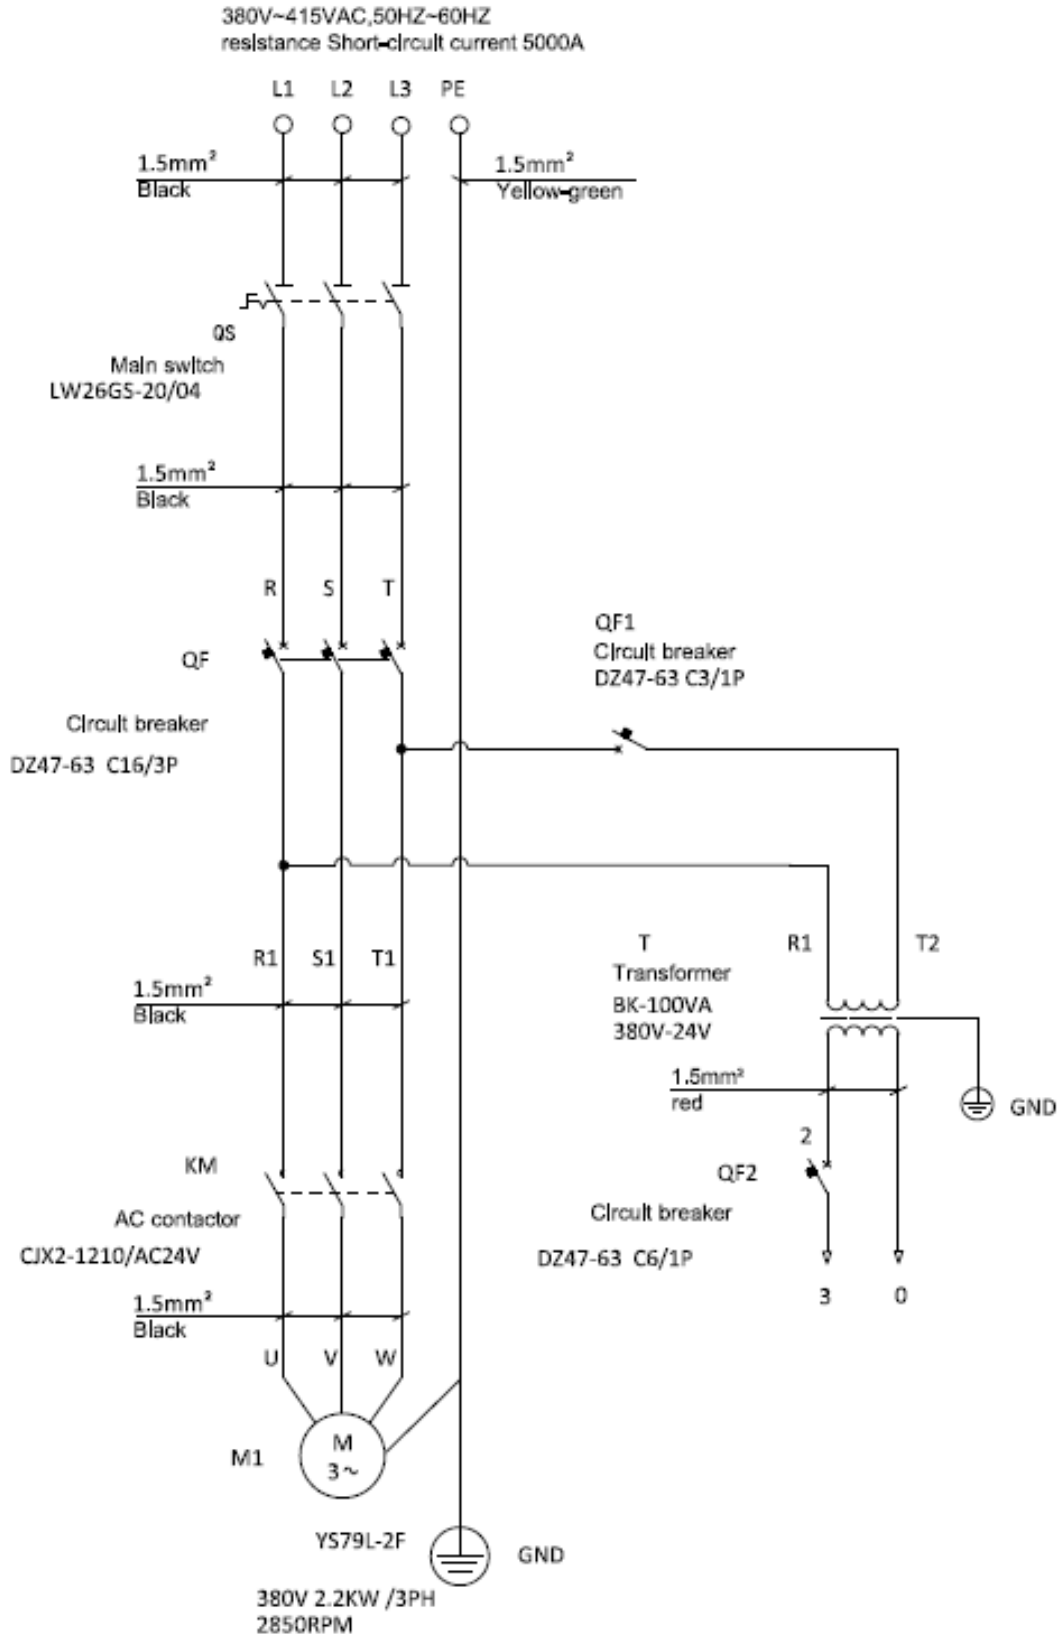 380V~415VAC,50HZ~60HZ
resistance Short-circuit current 5000A
L1 L2 L3 PE
1.5mm²
Black
1.5mm²
Yellow-green
QS
Main switch
LW26GS-20/04
1.5mm²
Black
R S T
QF
Circuit breaker
DZ47-63 C16/3P
QF1
Circuit breaker
DZ47-63 C3/1P
R1 S1 T1
1.5mm²
Black
T
Transformer
BK-100VA
380V-24V
R1 T2
1.5mm²
red
GND
2
QF2
Circuit breaker
DZ47-63 C6/1P
3 0
KM
AC contactor
CJX2-1210/AC24V
1.5mm²
Black
U V W
M1
M
3~
YS79L-2F
GND
380V 2.2KW /3PH
2850RPM